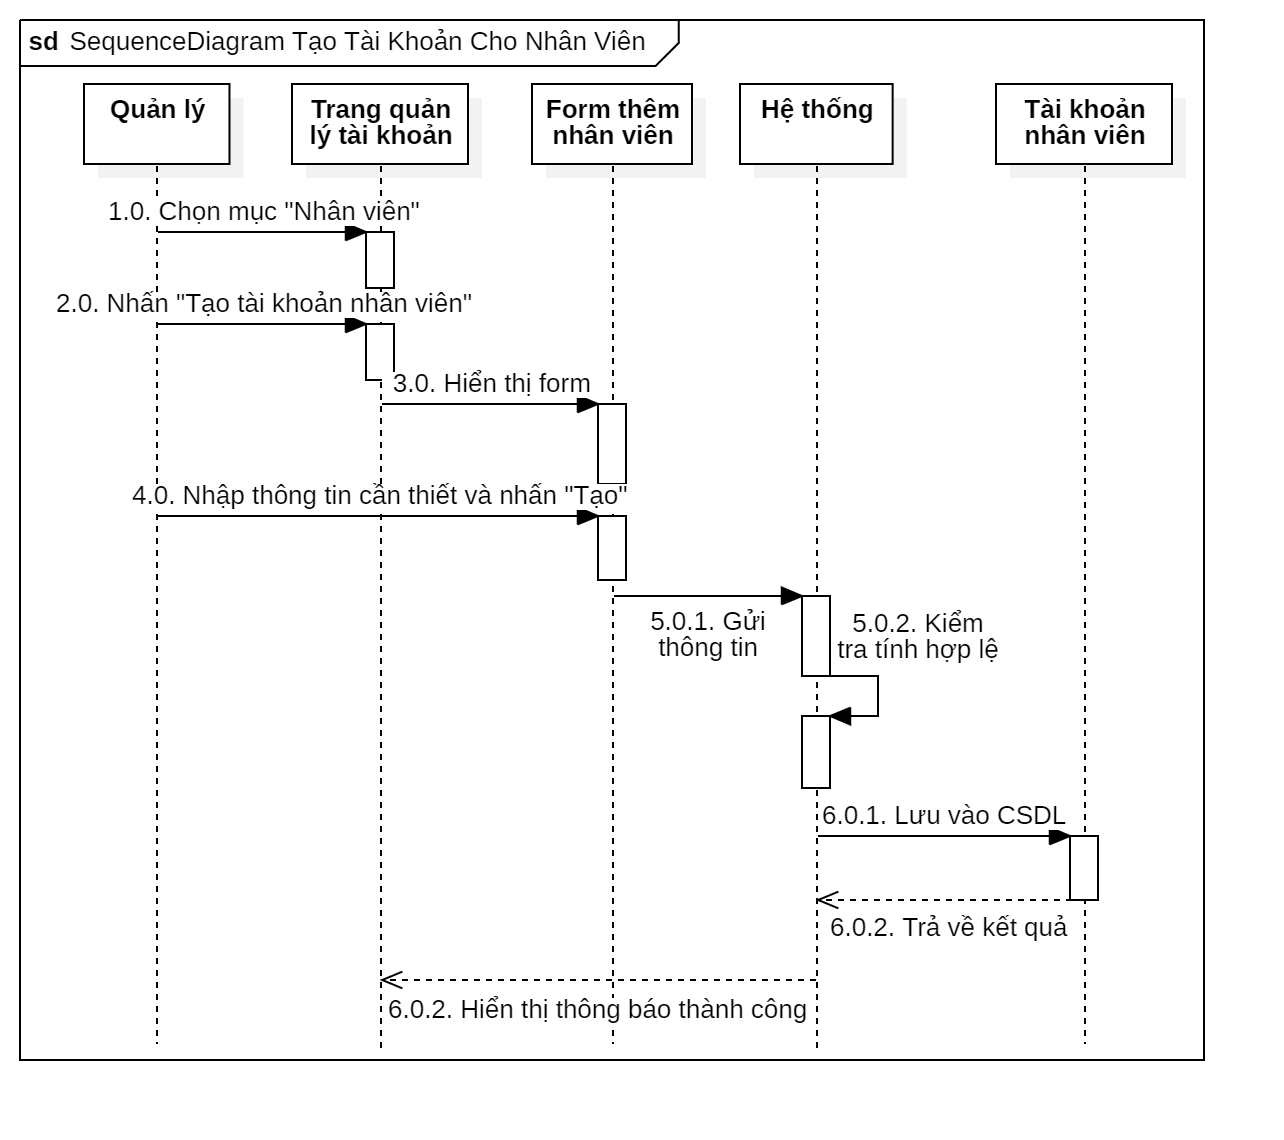 sd SequenceDiagram Tạo Tài Khoản Cho Nhân Viên
Quản lý
Trang quản
lý tài khoản
Form thêm
nhân viên
Hệ thống
Tài khoản
nhân viên
1.0. Chọn mục "Nhân viên"
2.0. Nhấn "Tạo tài khoản nhân viên"
3.0. Hiển thị form
4.0. Nhập thông tin cần thiết và nhấn "Tạo"
5.0.1. Gửi
thông tin
5.0.2. Kiểm
tra tính hợp lệ
6.0.1. Lưu vào CSDL
6.0.2. Trả về kết quả
6.0.2. Hiển thị thông báo thành công